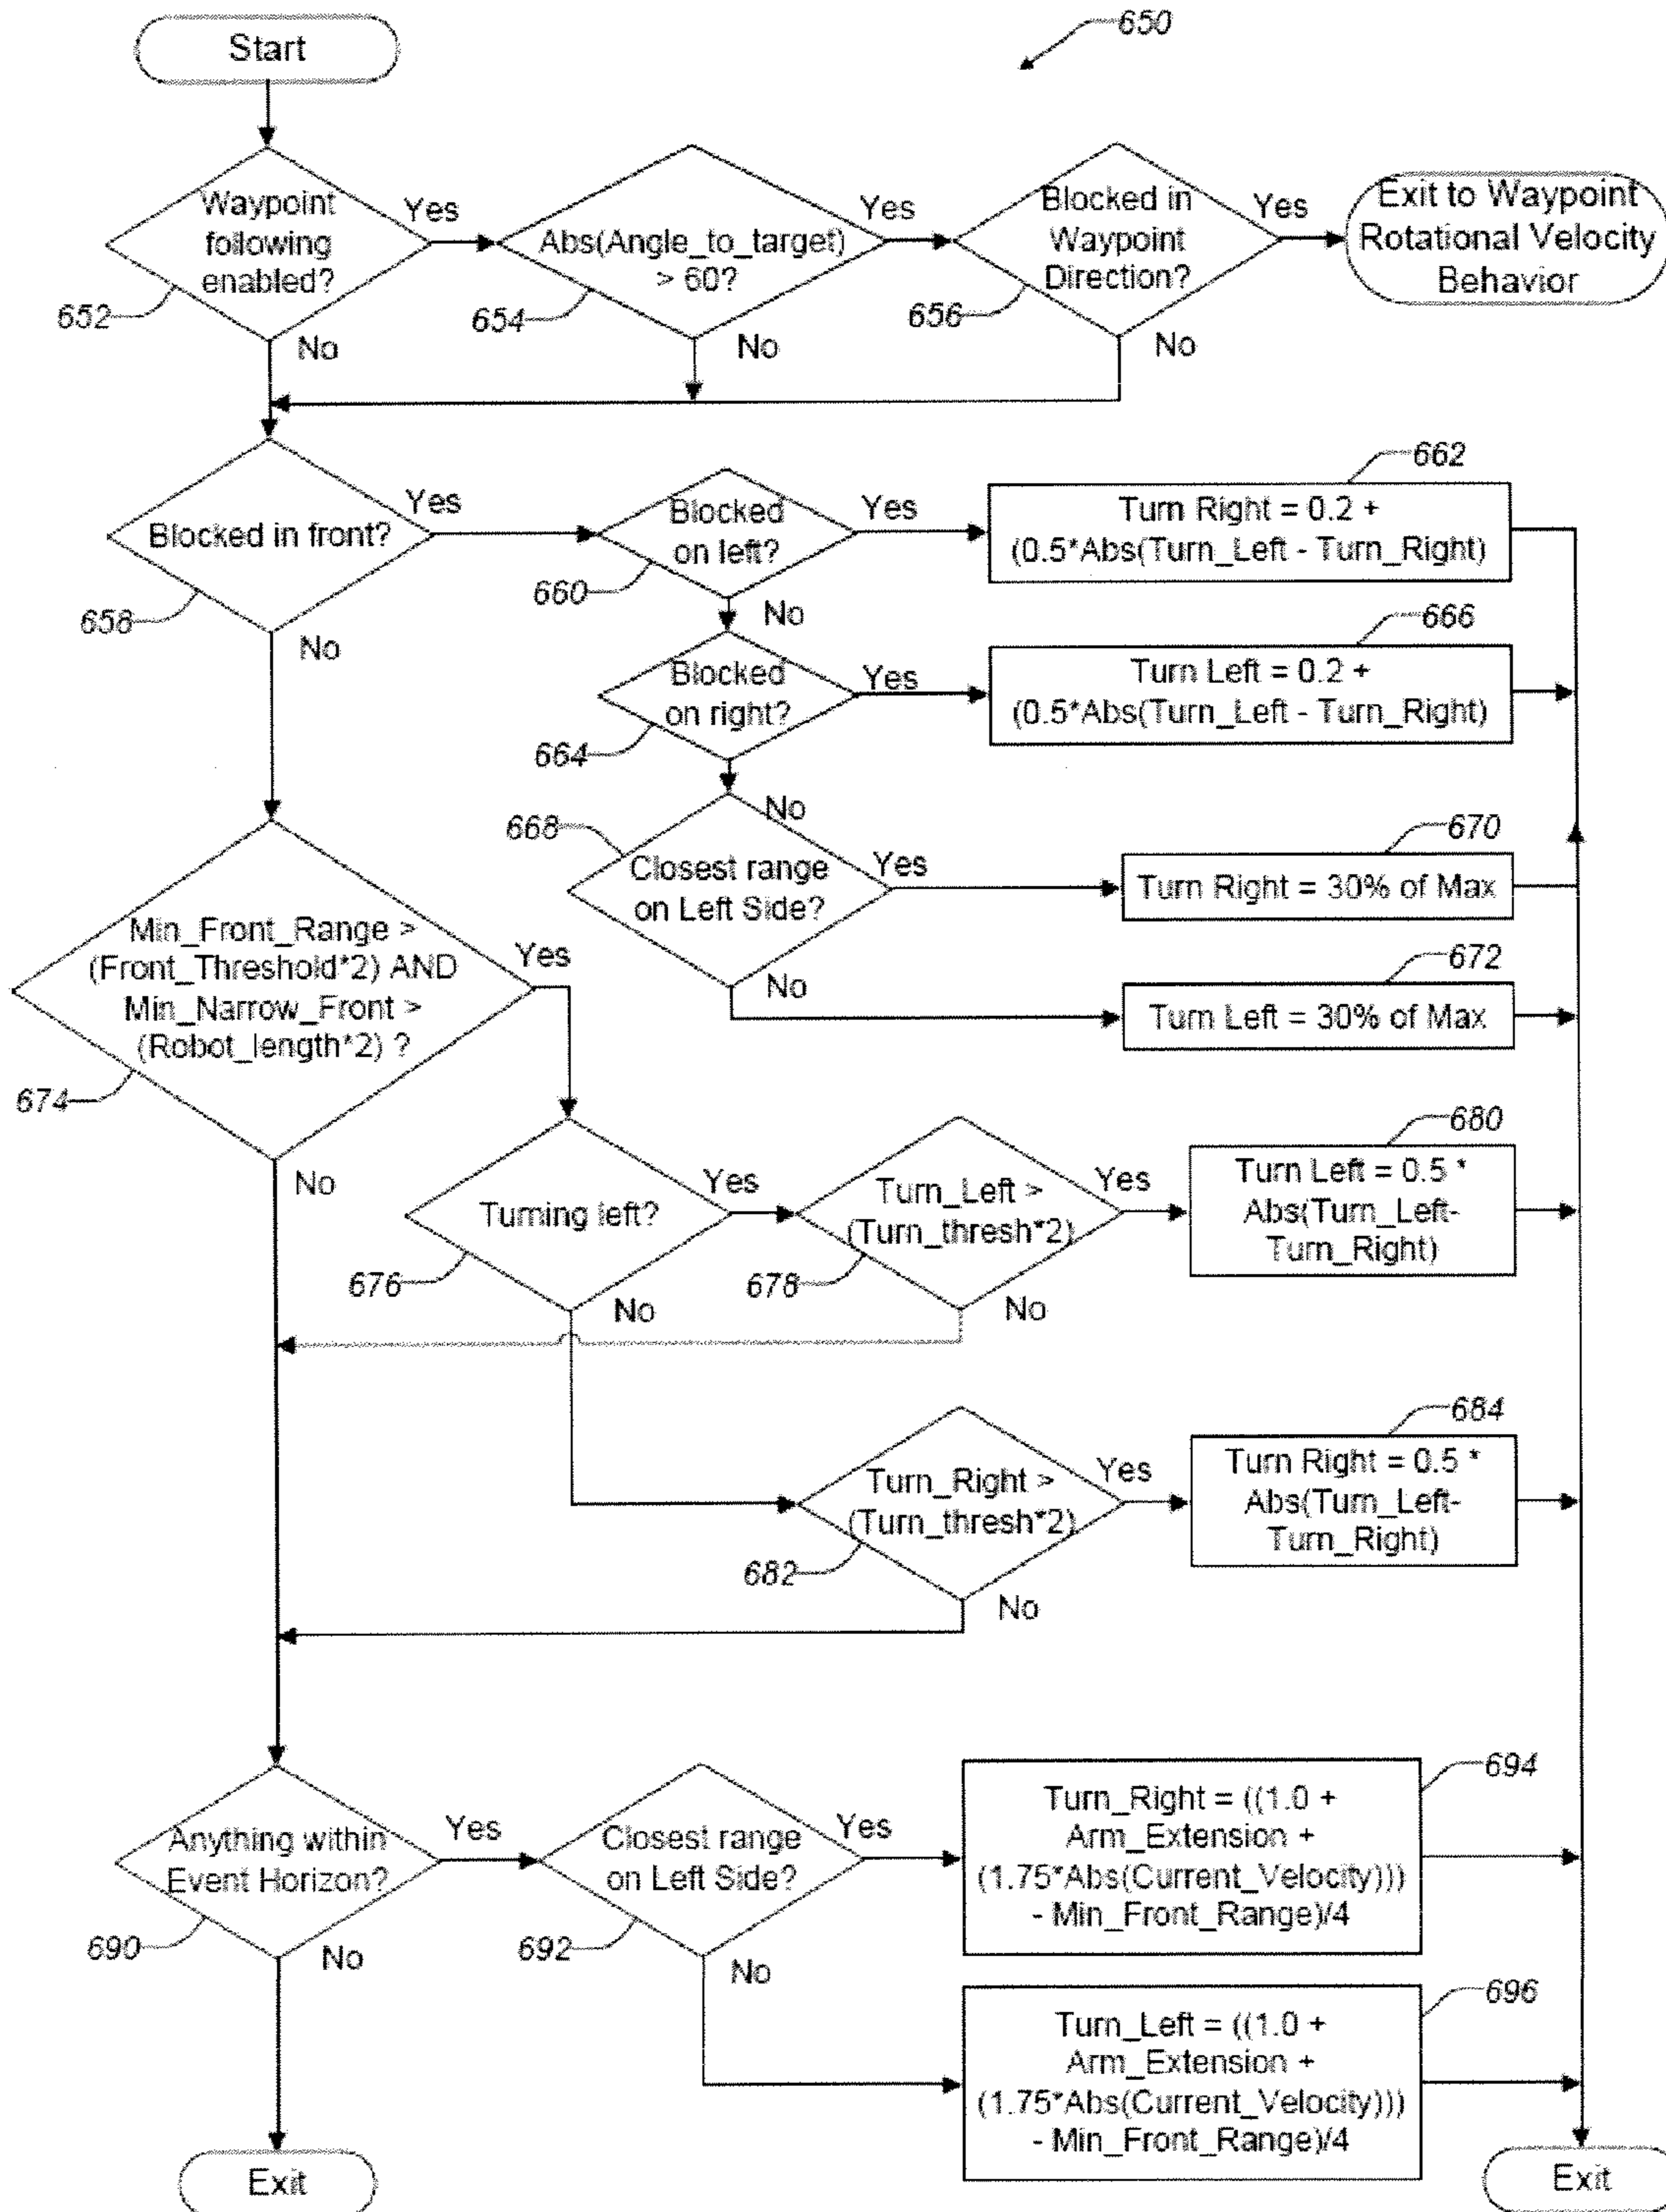 650
Start
Waypoint
following
enabled?
652
Yes
No
Abs(Angle_to_target)
> 60?
654
Yes
No
Blocked in
Waypoint
Direction?
656
Yes
No
Exit to Waypoint
Rotational Velocity
Behavior
Blocked in front?
658
Yes
No
Blocked
on left?
660
Yes
No
662
Turn Right = 0.2 +
(0.5*Abs(Turn_Left - Turn_Right)
Blocked
on right?
664
Yes
No
666
Turn Left = 0.2 +
(0.5*Abs(Turn_Left - Turn_Right)
668
Closest range
on Left Side?
Yes
No
670
Turn Right = 30% of Max
672
Turn Left = 30% of Max
Min_Front_Range >
(Front_Threshold*2) AND
Min_Narrow_Front >
(Robot_length*2) ?
674
Yes
No
Turning left?
676
Yes
No
Turn_Left >
(Turn_thresh*2)
678
Yes
No
680
Turn Left = 0.5 *
Abs(Turn_Left-
Turn_Right)
Turn_Right >
(Turn_thresh*2)
682
Yes
No
684
Turn Right = 0.5 *
Abs(Turn_Left-
Turn_Right)
Anything within
Event Horizon?
690
Yes
No
Closest range
on Left Side?
692
Yes
No
694
Turn_Right = ((1.0 +
Arm_Extension +
(1.75*Abs(Current_Velocity)))
- Min_Front_Range)/4
696
Turn_Left = ((1.0 +
Arm_Extension +
(1.75*Abs(Current_Velocity)))
- Min_Front_Range)/4
Exit
Exit